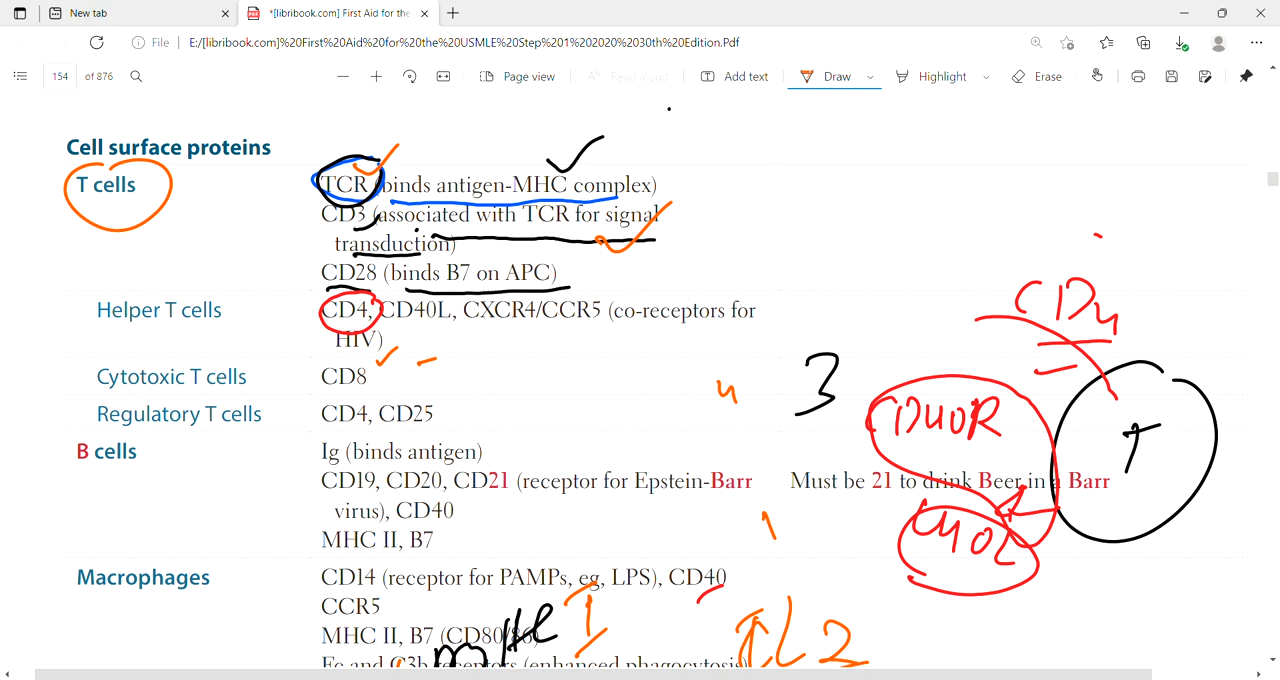 New tab
*[libribook.com] First Aid for the
File
E:/[libribook.com]%20First%20Aid%20for%20the%20USMLE%20Step%201%202020%2030th%20Edition.Pdf
154 of 876
Page view
Read aloud
Add text
Draw
Highlight
Erase
Cell surface proteins
T cells
TCR (binds antigen-MHC complex)
CD3 (associated with TCR for signal
transduction)
CD28 (binds B7 on APC)
Helper T cells
CD4, CD40L, CXCR4/CCR5 (co-receptors for
HIV)
Cytotoxic T cells
CD8
Regulatory T cells
CD4, CD25
B cells
Ig (binds antigen)
CD19, CD20, CD21 (receptor for Epstein-Barr
virus), CD40
MHC II, B7
Must be 21 to drink Beer in a Barr
Macrophages
CD14 (receptor for PAMPs, eg, LPS), CD40
CCR5
MHC II, B7 (CD80/86)
Fc and C3b receptors (enhanced phagocytosis)
CD4
3
4
CD40R
T
1
MHC I
IL2